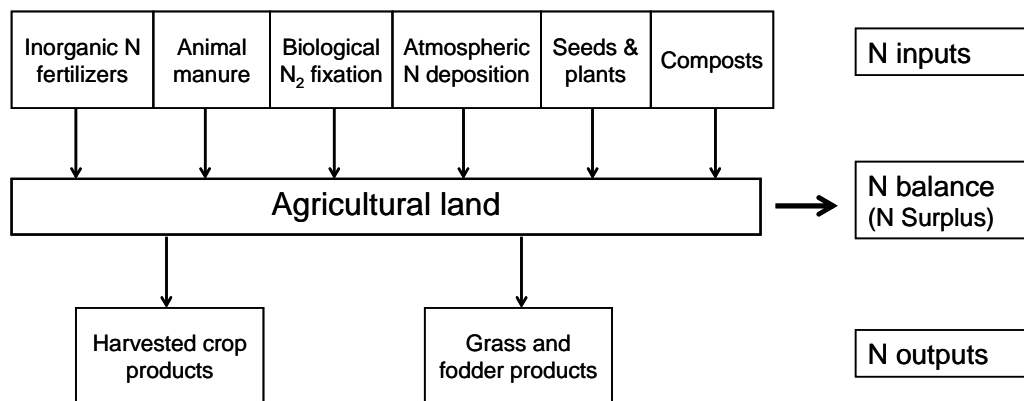 Inorganic N
fertilizers
Animal
manure
Biological
N₂ fixation
Atmospheric
N deposition
Seeds &
plants
Composts
N inputs
Agricultural land
N balance
(N Surplus)
Harvested crop
products
Grass and
fodder products
N outputs